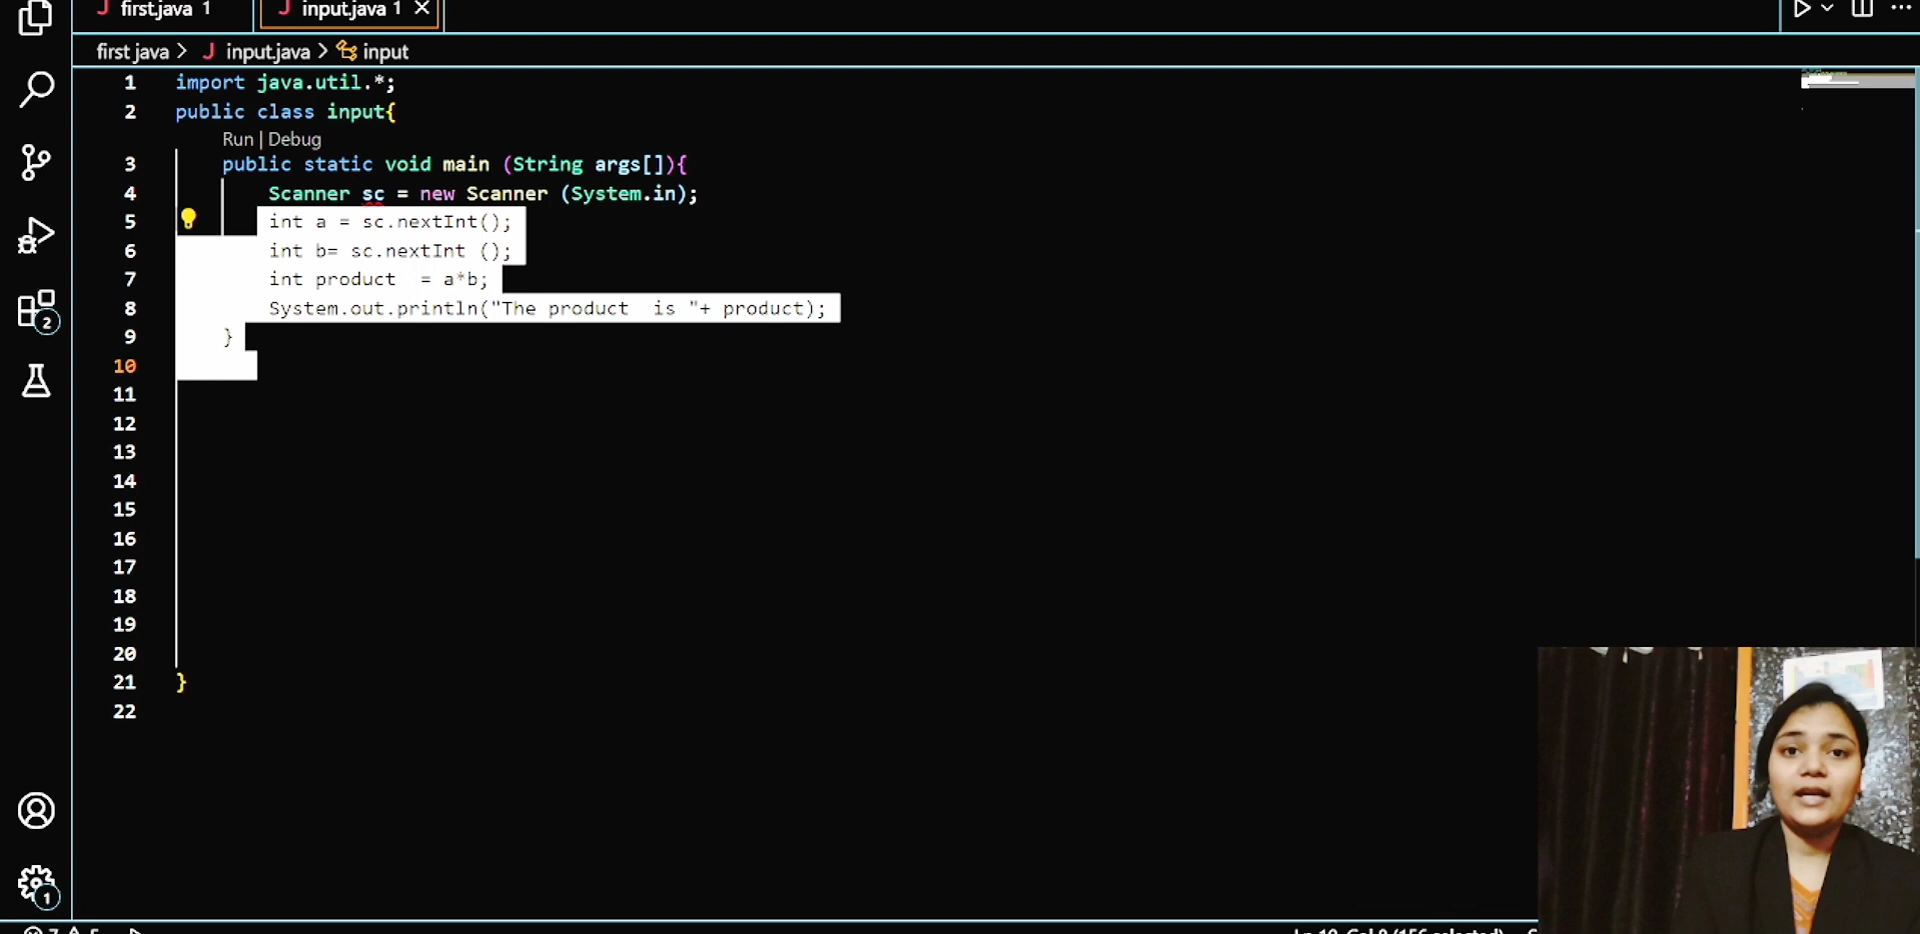 first.java 1
input.java 1
first java > input.java > input
1 import java.util.*;
2 public class input{
Run | Debug
3 public static void main (String args[]){
4 Scanner sc = new Scanner (System.in);
5 int a = sc.nextInt();
6 int b= sc.nextInt ();
7 int product  = a*b;
8 System.out.println("The product  is "+ product);
9 }
10
11
12
13
14
15
16
17
18
19
20
21 }
22
2
1